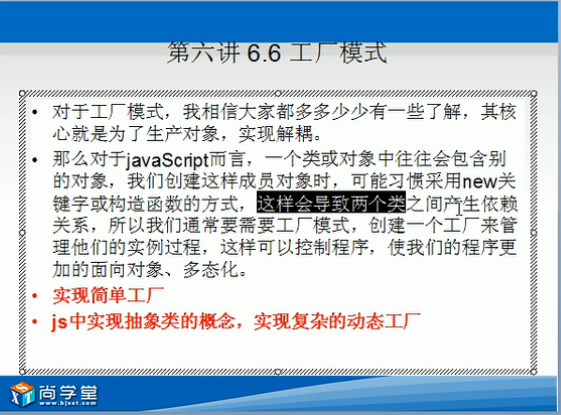 第六讲 6.6 工厂模式
• 对于工厂模式，我相信大家都多多少少有一些了解，其核
心就是为了生产对象，实现解耦。
• 那么对于javaScript而言，一个类或对象中往往会包含别
的对象，我们创建这样成员对象时，可能习惯采用new关
键字或构造函数的方式，这样会导致两个类之间产生依赖
关系，所以我们通常要需要工厂模式，创建一个工厂来管
理他们的实例过程，这样可以控制程序，使我们的程序更
加的面向对象、多态化。
• 实现简单工厂
• js中实现抽象类的概念，实现复杂的动态工厂
尚学堂
www.bjsxt.com